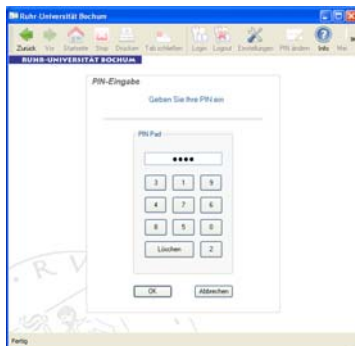 Ruhr-Universität Bochum
Zurück Vor Startseite Stop Drucken Tab schließen Login Logout Einstellungen PIN ändern Info
RUHR-UNIVERSITÄT BOCHUM
PIN-Eingabe
Geben Sie Ihre PIN ein
PIN Pad
••••
3 1 9
4 7 6
8 5 0
Löschen 2
OK Abbrechen
Fertig